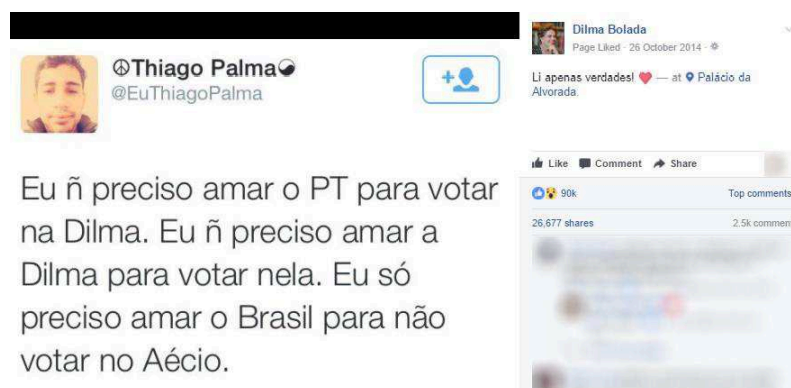 ☮Thiago Palma☯
@EuThiagoPalma
Eu ñ preciso amar o PT para votar
na Dilma. Eu ñ preciso amar a
Dilma para votar nela. Eu só
preciso amar o Brasil para não
votar no Aécio.
Dilma Bolada
Page Liked · 26 October 2014 ·
Li apenas verdades! ❤ — at Palácio da
Alvorada.
Like Comment Share
90k Top comments
26,677 shares 2.5k comment